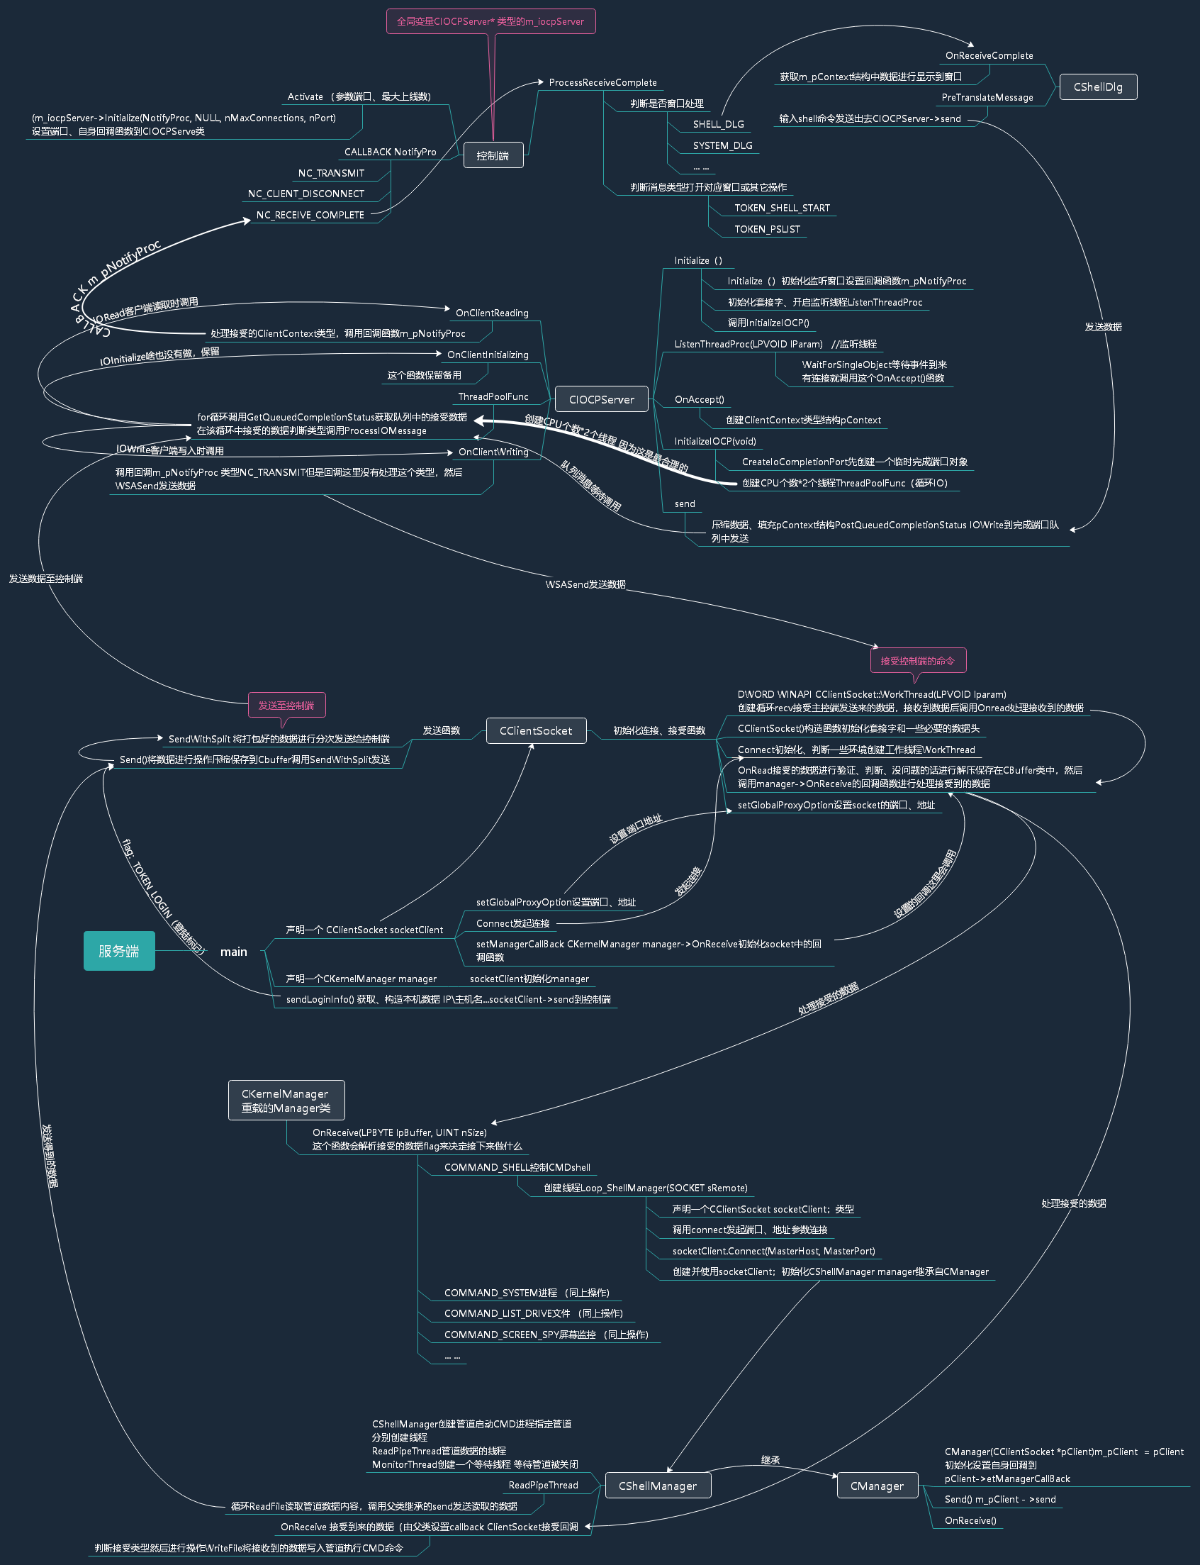 全局变量CIOCPServer* 类型的m_iocpServer
Activate （参数端口、最大上线数）
(m_iocpServer->Initialize(NotifyProc, NULL, nMaxConnections, nPort)
设置端口、自身回调函数到CIOCPServe类
CALLBACK NotifyPro
NC_TRANSMIT
NC_CLIENT_DISCONNECT
NC_RECEIVE_COMPLETE
控制端
ProcessReceiveComplete
判断是否窗口处理
SHELL_DLG
SYSTEM_DLG
... ...
判断消息类型打开对应窗口或其它操作
TOKEN_SHELL_START
TOKEN_PSLIST
OnReceiveComplete
获取m_pContext结构中数据进行显示到窗口
PreTranslateMessage
输入shell命令发送出去CIOCPServer->send
CShellDlg
发送数据
CALLBACK m_pNotifyProc
IORead客户端读取时调用
OnClientReading
处理接受的ClientContext类型，调用回调函数m_pNotifyProc
IOInitialize啥也没有做，保留
OnClientInitializing
这个函数保留备用
ThreadPoolFunc
for循环调用GetQueuedCompletionStatus获取队列中的接受数据
在该循环中接受的数据判断类型调用ProcessIOMessage
IOWrite客户端写入时调用
OnClientWriting
调用回调m_pNotifyProc 类型NC_TRANSMIT但是回调这里没有处理这个类型，然后
WSASend发送数据
CIOCPServer
Initialize（）
Initialize（）初始化监听窗口设置回调函数m_pNotifyProc
初始化套接字、开启监听线程ListenThreadProc
调用InitializeIOCP()
ListenThreadProc(LPVOID lParam) //监听线程
WaitForSingleObject等待事件到来
有连接就调用这个OnAccept()函数
OnAccept()
创建ClientContext类型结构pContext
InitializeIOCP(void)
CreateIoCompletionPort先创建一个临时完成端口对象
创建CPU个数*2个线程ThreadPoolFunc（循环IO）
send
压缩数据、填充pContext结构PostQueuedCompletionStatus IOWrite到完成端口队
列中发送
创建CPU个数*2个线程 因为这是最合理的
队列消息等待调用
发送数据至控制端
WSASend发送数据
接受控制端的命令
发送至控制端
SendWithSplit 将打包好的数据进行分次发送给控制端
Send()将数据进行操作压缩保存到Cbuffer调用SendWithSplit发送
发送函数
CClientSocket
初始化连接、接受函数
DWORD WINAPI CClientSocket::WorkThread(LPVOID lparam)
创建循环recv接受主控端发送来的数据，接收到数据后调用Onread处理接收到的数据
CClientSocket()构造函数初始化套接字和一些必要的数据头
Connect初始化、判断一些环境创建工作线程WorkThread
OnRead接受的数据进行验证、判断、没问题的话进行解压保存在CBuffer类中，然后
调用manager->OnReceive的回调函数进行处理接受到的数据
setGlobalProxyOption设置socket的端口、地址
flag：TOKEN_LOGIN（登陆标记）
设置端口地址
发起连接
设置的回调这里会调用
服务端
main
声明一个 CClientSocket socketClient
setGlobalProxyOption设置端口、地址
Connect发起连接
setManagerCallBack CKernelManager manager->OnReceive初始化socket中的回
调函数
声明一个CKernelManager manager socketClient初始化manager
sendLoginInfo() 获取、构造本机数据 IP\主机名...socketClient->send到控制端
处理接受的数据
CKernelManager
重载的Manager类
OnReceive(LPBYTE lpBuffer, UINT nSize)
这个函数会解析接受的数据flag来决定接下来做什么
COMMAND_SHELL控制CMDshell
创建线程Loop_ShellManager(SOCKET sRemote)
声明一个CClientSocket socketClient；类型
调用connect发起端口、地址参数连接
socketClient.Connect(MasterHost, MasterPort)
创建并使用socketClient；初始化CShellManager manager继承自CManager
COMMAND_SYSTEM进程 （同上操作）
COMMAND_LIST_DRIVE文件 （同上操作）
COMMAND_SCREEN_SPY屏幕监控 （同上操作）
... ...
发送得到的数据
处理接受的数据
CShellManager创建管道启动CMD进程指定管道
分别创建线程
ReadPipeThread管道数据的线程
MonitorThread创建一个等待线程 等待管道被关闭
ReadPipeThread
循环ReadFile读取管道数据内容，调用父类继承的send发送读取的数据
OnReceive 接受到来的数据（由父类设置callback ClientSocket接受回调
判断接受类型然后进行操作WriteFile将接收到的数据写入管道执行CMD命令
CShellManager
继承
CManager
CManager(CClientSocket *pClient)m_pClient = pClient
初始化设置自身回调到
pClient->etManagerCallBack
Send() m_pClient - >send
OnReceive()